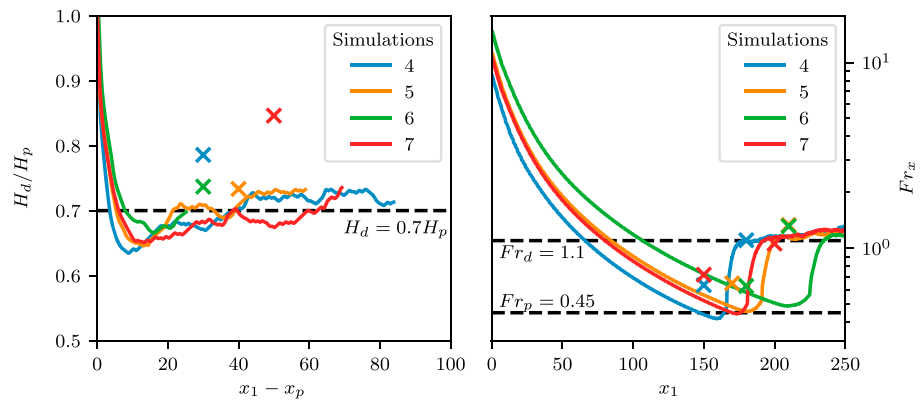 1.0
0.9
0.8
0.7
0.6
0.5
H_d/H_p
0 20 40 60 80 100
x_1 − x_p
Simulations
4
5
6
7
H_d = 0.7H_p
Simulations
4
5
6
7
Fr_d = 1.1
Fr_p = 0.45
10^1
10^0
Fr_x
0 50 100 150 200 250
x_1